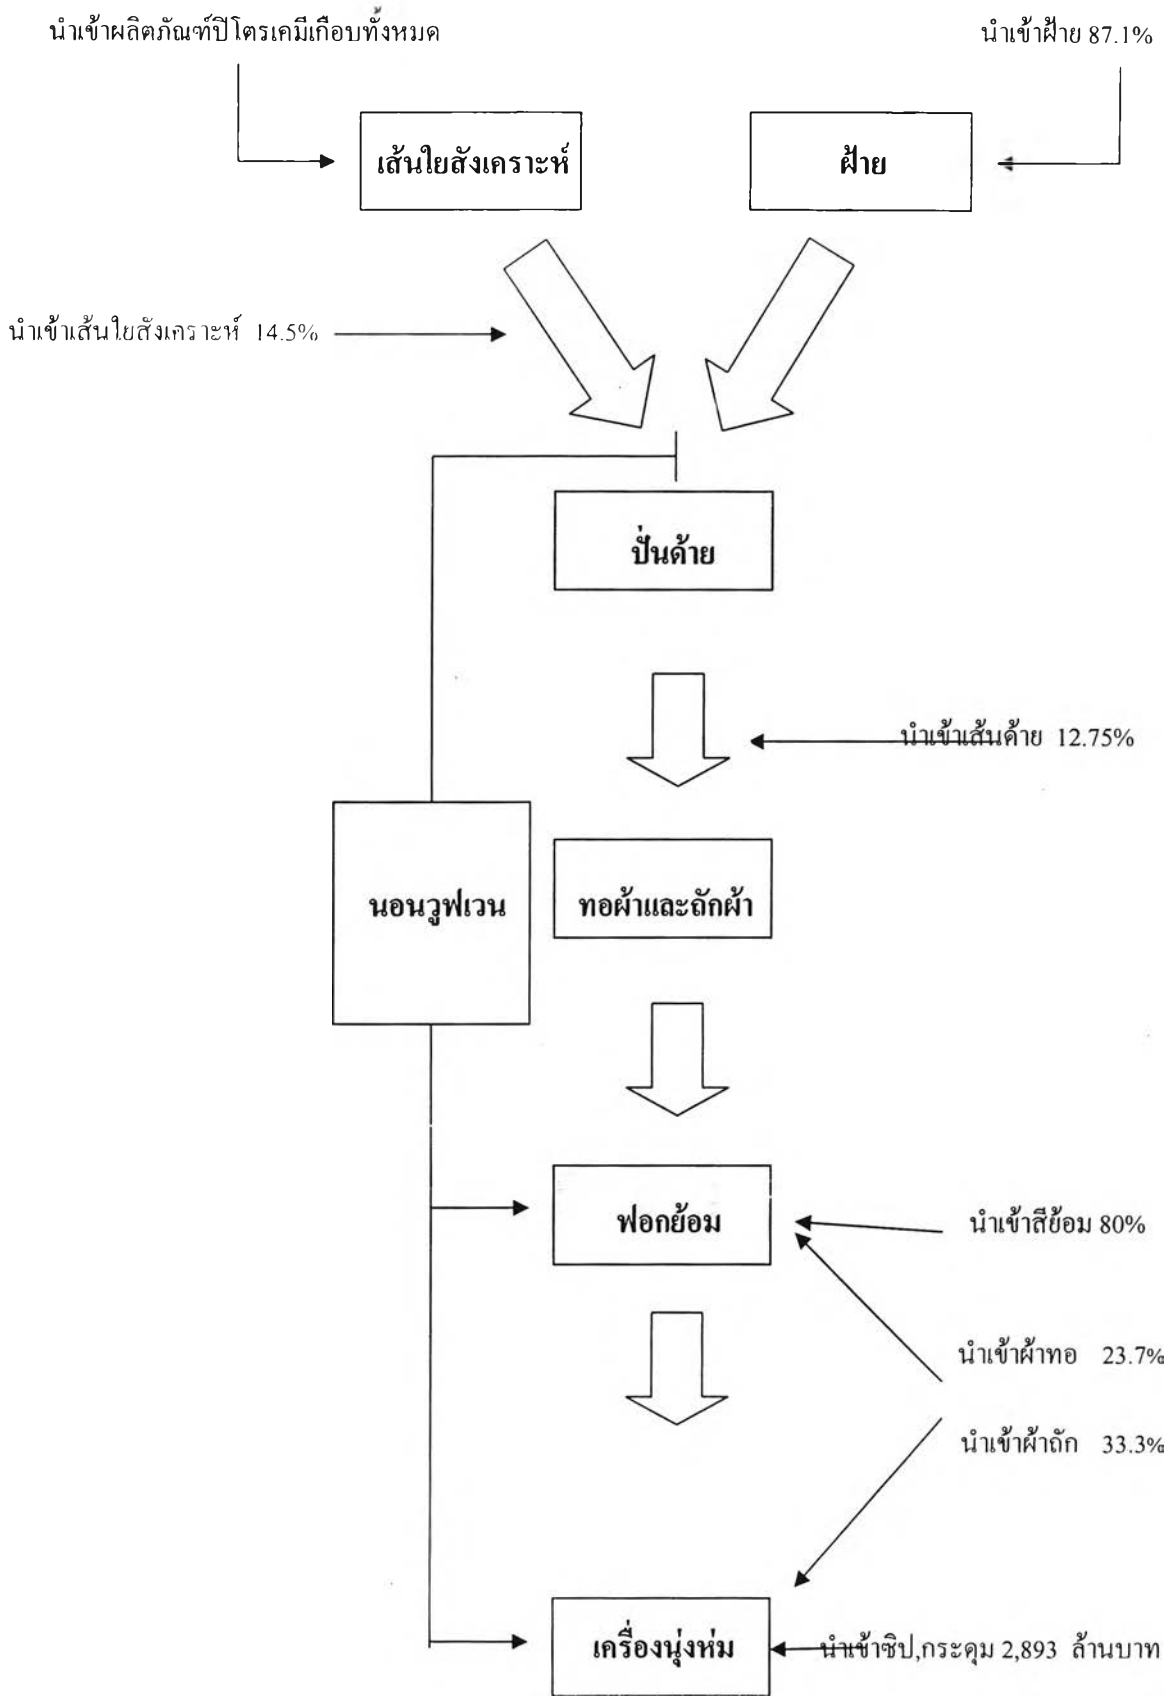 นำเข้าผลิตภัณฑ์ปิโตรเคมีเกือบทั้งหมด
นำเข้าฝ้าย 87.1%
เส้นใยสังเคราะห์
ฝ้าย
นำเข้าเส้นใยสังเคราะห์ 14.5%
ปั่นด้าย
นำเข้าเส้นด้าย 12.75%
นอนวูฟเวน
ทอผ้าและถักผ้า
ฟอกย้อม
นำเข้าสีย้อม 80%
นำเข้าผ้าทอ 23.7%
นำเข้าผ้าถัก 33.3%
เครื่องนุ่งห่ม
นำเข้าซิป,กระดุม 2,893 ล้านบาท